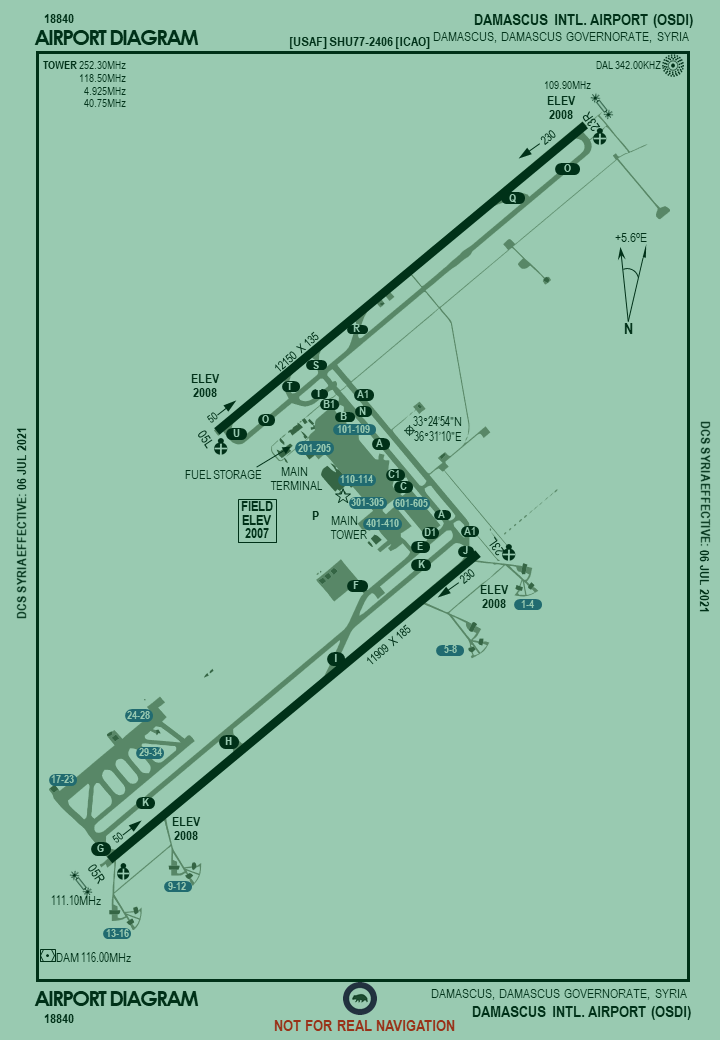 18840
DAMASCUS INTL. AIRPORT (OSDI)
AIRPORT DIAGRAM
[USAF] SHU77-2406 [ICAO]
DAMASCUS, DAMASCUS GOVERNORATE, SYRIA
TOWER 252.30MHz
118.50MHz
4.925MHz
40.75MHz
DAL 342.00KHZ
109.90MHz
ELEV
2008
23R
230
O
Q
+5.6ºE
N
R
12150 X 135
S
ELEV
2008
T
T
A1
B1
N
B
50
05L
U
O
33°24'54"N
36°31'10"E
101-109
A
201-205
FUEL STORAGE
MAIN
TERMINAL
110-114
C1
C
301-305
601-605
FIELD
ELEV
2007
P
MAIN
TOWER
401-410
A
D1
A1
E
J
23L
K
230
F
ELEV
2008
1-4
11909 X 185
5-8
I
24-28
29-34
H
17-23
K
ELEV
2008
50
G
05R
111.10MHz
9-12
13-16
DAM 116.00MHz
DCS SYRIA EFFECTIVE: 06 JUL 2021
DCS SYRIA EFFECTIVE: 06 JUL 2021
AIRPORT DIAGRAM
DAMASCUS, DAMASCUS GOVERNORATE, SYRIA
18840
DAMASCUS INTL. AIRPORT (OSDI)
NOT FOR REAL NAVIGATION